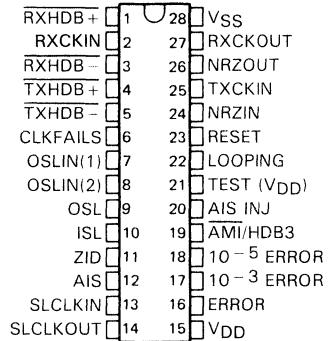 RXHDB+ 1 28 VSS
RXCKIN 2 27 RXCKOUT
RXHDB- 3 26 NRZOUT
TXHDB+ 4 25 TXCKIN
TXHDB- 5 24 NRZIN
CLKFAILS 6 23 RESET
OSLIN(1) 7 22 LOOPING
OSLIN(2) 8 21 TEST (VDD)
OSL 9 20 AIS INJ
ISL 10 19 AMI/HDB3
ZID 11 18 10-5 ERROR
AIS 12 17 10-3 ERROR
SLCLKIN 13 16 ERROR
SLCLKOUT 14 15 VDD